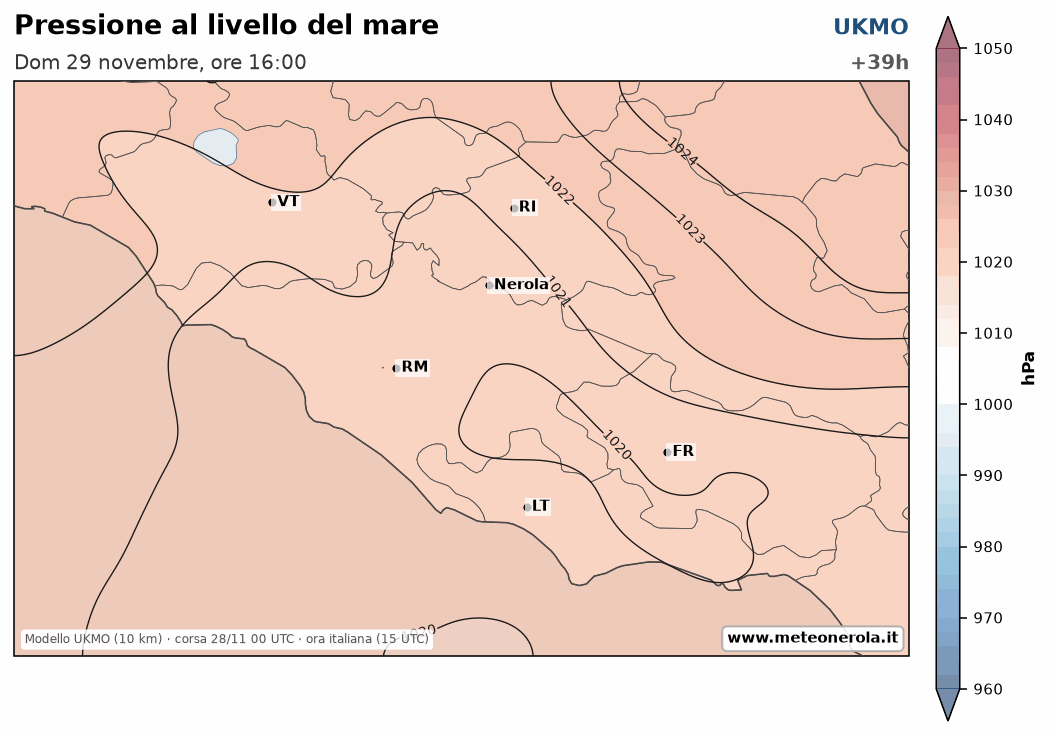 Pressione al livello del mare
UKMO
Dom 29 novembre, ore 16:00
+39h
1050
1040
1030
1020
1010
1000
990
980
970
960
hPa
1024
1022
1023
VT
RI
Nerola
1021
RM
1020
FR
LT
Modello UKMO (10 km) · corsa 28/11 00 UTC · ora italiana (15 UTC)
www.meteonerola.it